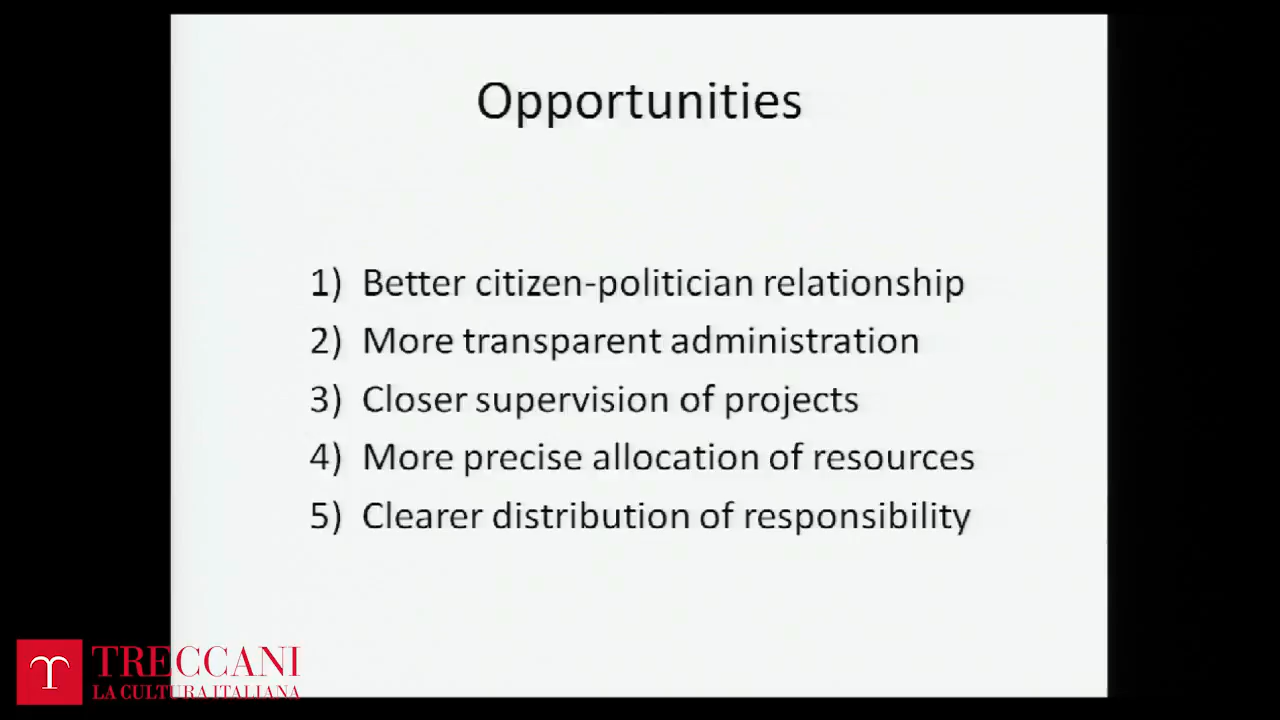 Opportunities
1) Better citizen-politician relationship
2) More transparent administration
3) Closer supervision of projects
4) More precise allocation of resources
5) Clearer distribution of responsibility
TRECCANI
LA CULTURA ITALIANA